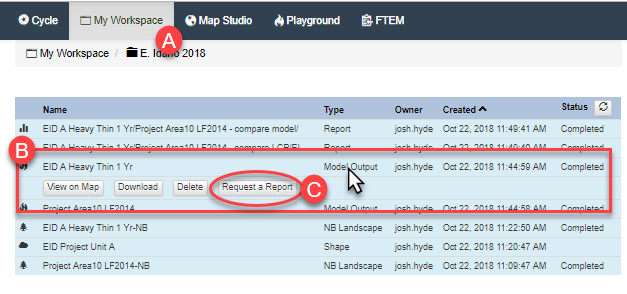 Cycle My Workspace Map Studio Playground FTEM
A
My Workspace / E. Idaho 2018
Name Type Owner Created Status
EID A Heavy Thin 1 Yr/Project Area10 LF2014 - compare model/ Report josh.hyde Oct 22, 2018 11:49:41 AM Completed
EID A Heavy Thin 1 Yr/Project Area10 LF2014 - compare LCP/FL Report josh.hyde Oct 22, 2018 11:49:40 AM Completed
B
EID A Heavy Thin 1 Yr Model Output josh.hyde Oct 22, 2018 11:44:59 AM Completed
View on Map Download Delete Request a Report C
Project Area10 LF2014 Model Output josh.hyde Oct 22, 2018 11:44:58 AM Completed
EID A Heavy Thin 1 Yr-NB NB Landscape josh.hyde Oct 22, 2018 11:22:50 AM Completed
EID Project Unit A Shape josh.hyde Oct 22, 2018 11:20:47 AM
Project Area10 LF2014-NB NB Landscape josh.hyde Oct 22, 2018 11:09:47 AM Completed